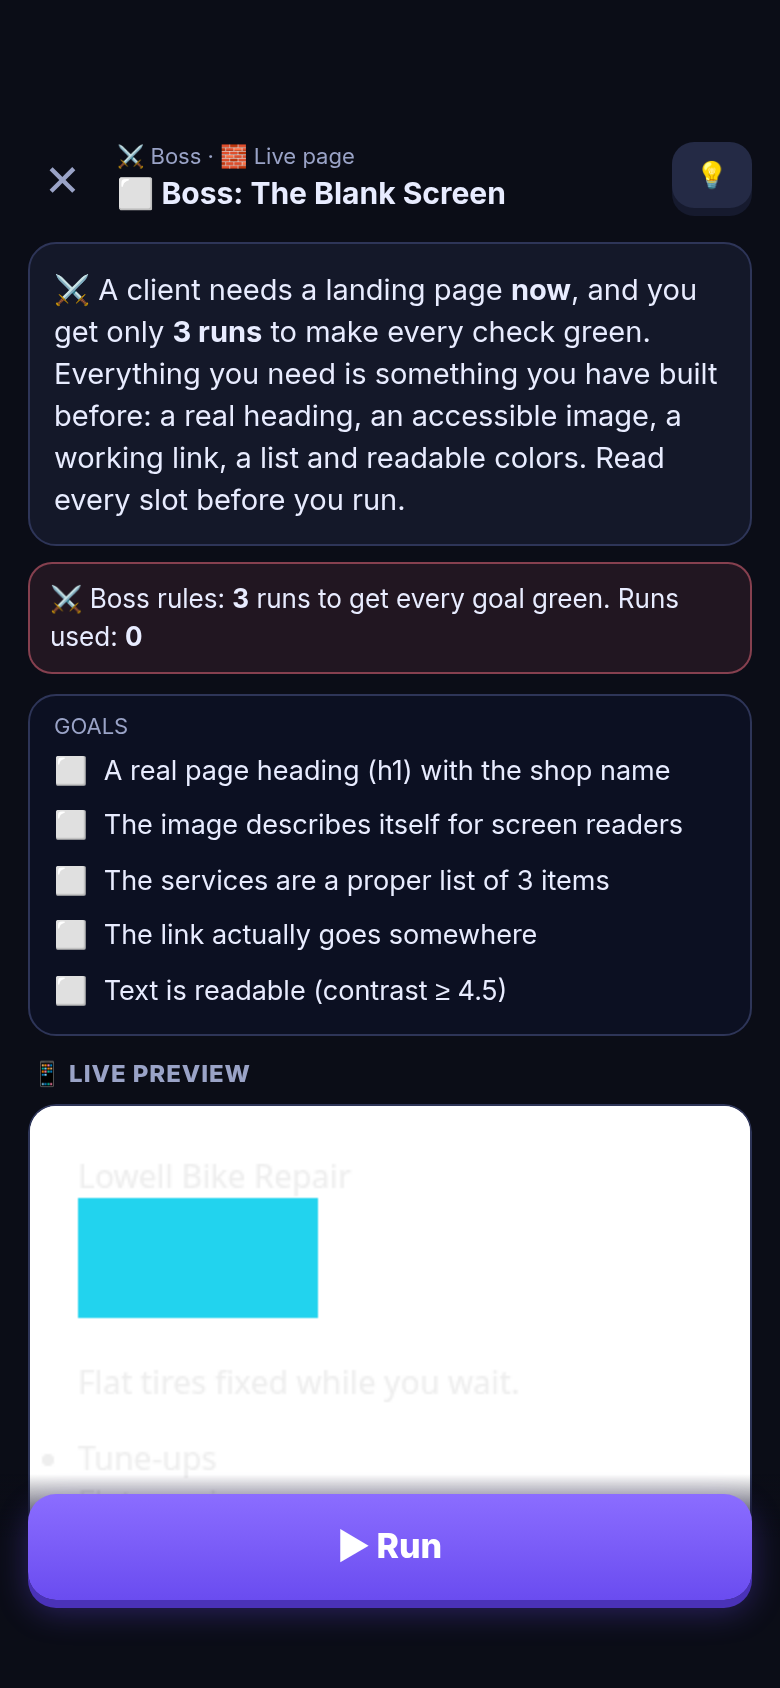 Boss · Live page
Boss: The Blank Screen
A client needs a landing page now, and you
get only 3 runs to make every check green.
Everything you need is something you have built
before: a real heading, an accessible image, a
working link, a list and readable colors. Read
every slot before you run.
Boss rules: 3 runs to get every goal green. Runs
used: 0
GOALS
A real page heading (h1) with the shop name
The image describes itself for screen readers
The services are a proper list of 3 items
The link actually goes somewhere
Text is readable (contrast ≥ 4.5)
LIVE PREVIEW
Lowell Bike Repair
Flat tires fixed while you wait.
Tune-ups
Run